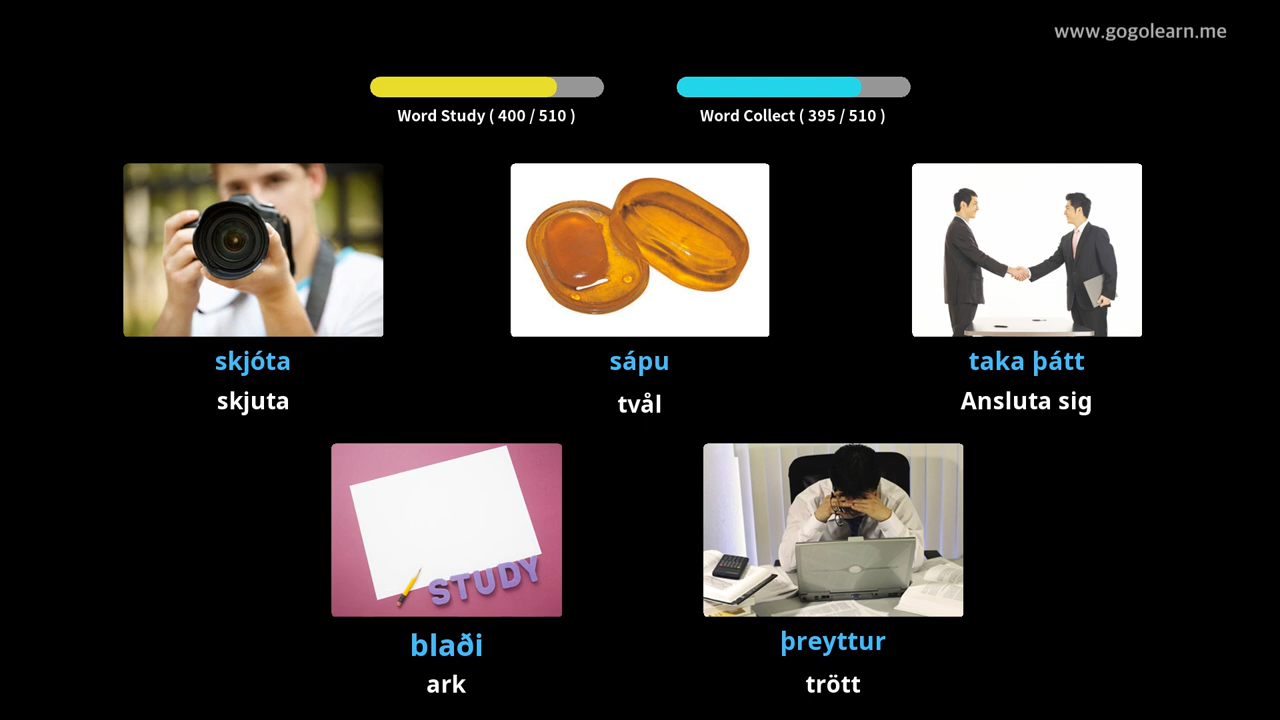 www.gogolearn.me
Word Study ( 400 / 510 )
Word Collect ( 395 / 510 )
skjóta
skjuta
sápu
tvål
taka þátt
Ansluta sig
STUDY
blaði
ark
þreyttur
trött